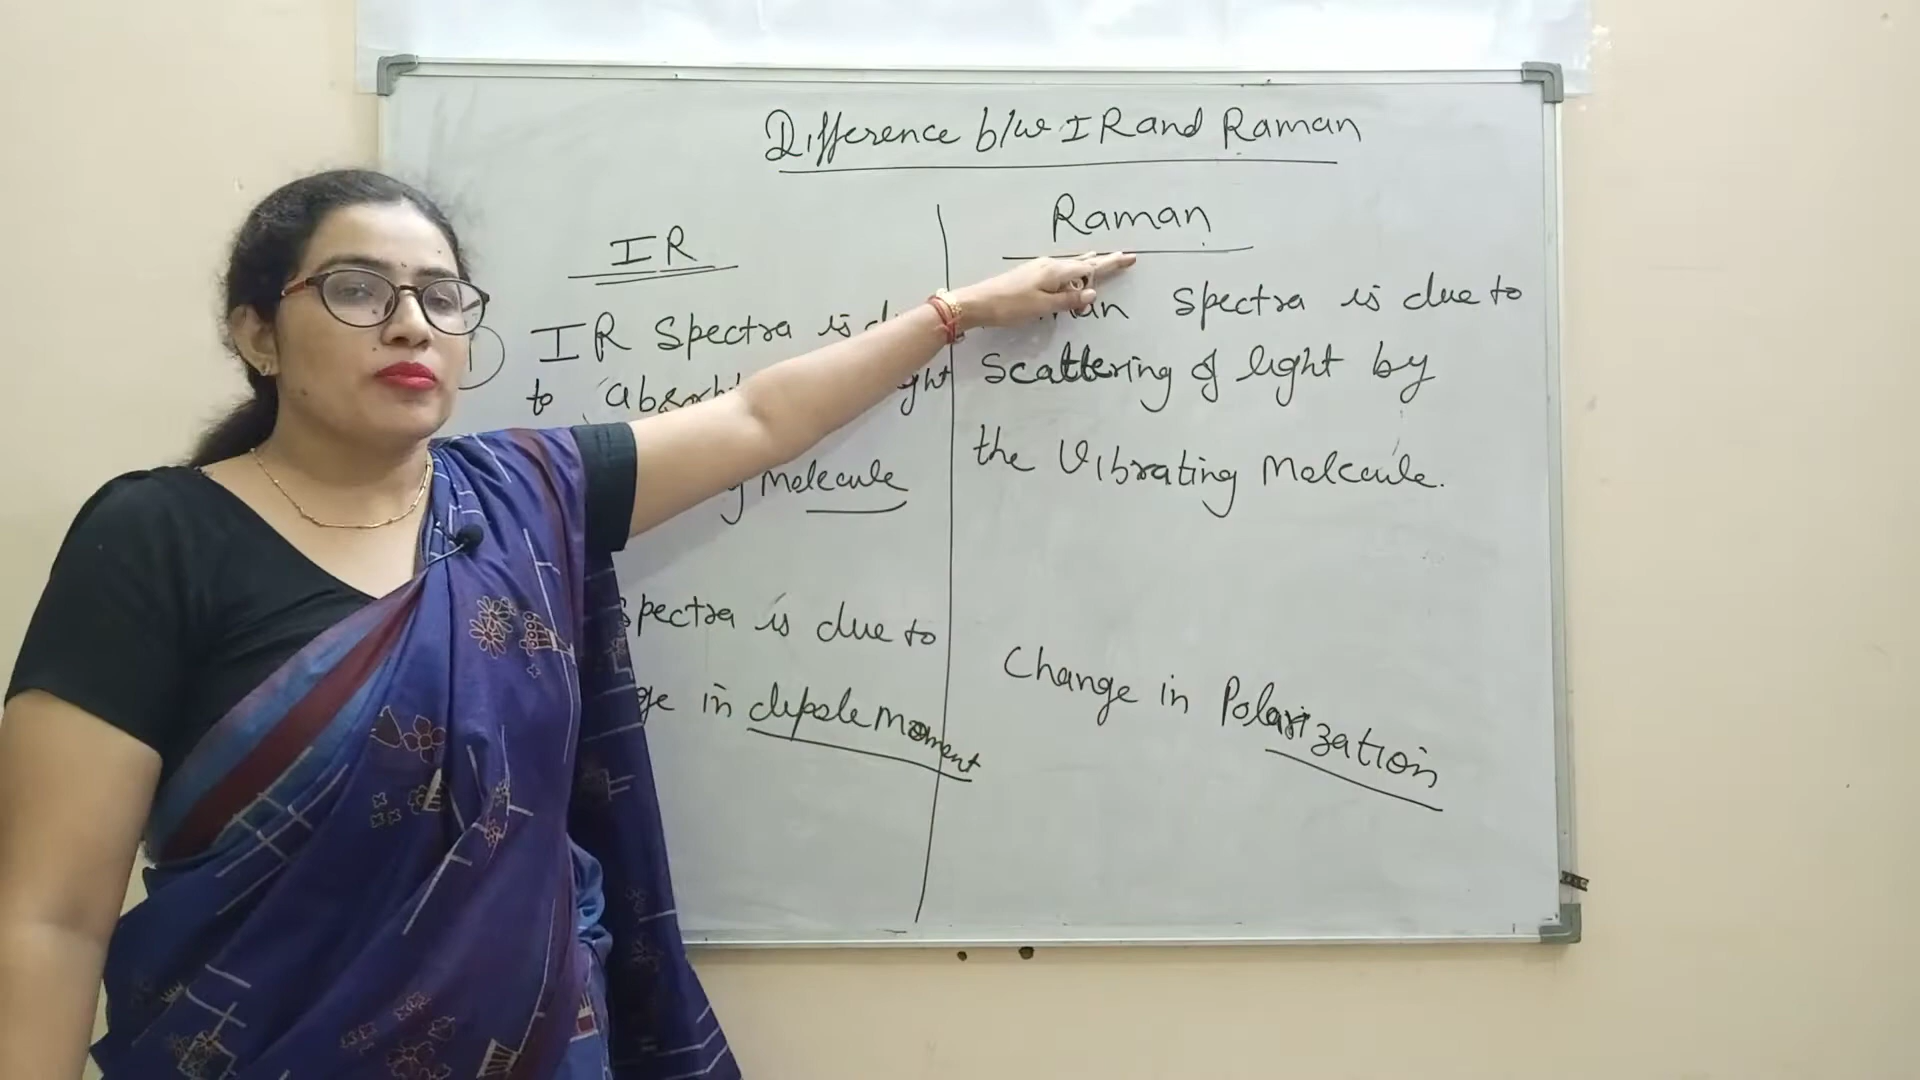 Difference b/w IR and Raman
IR
1 IR Spectra is
to
Molecule
Spectra is due to
in dipole Moment
Raman
Spectra is due to
Scattering of light by
the Vibrating Molecule.
Change in Polarization